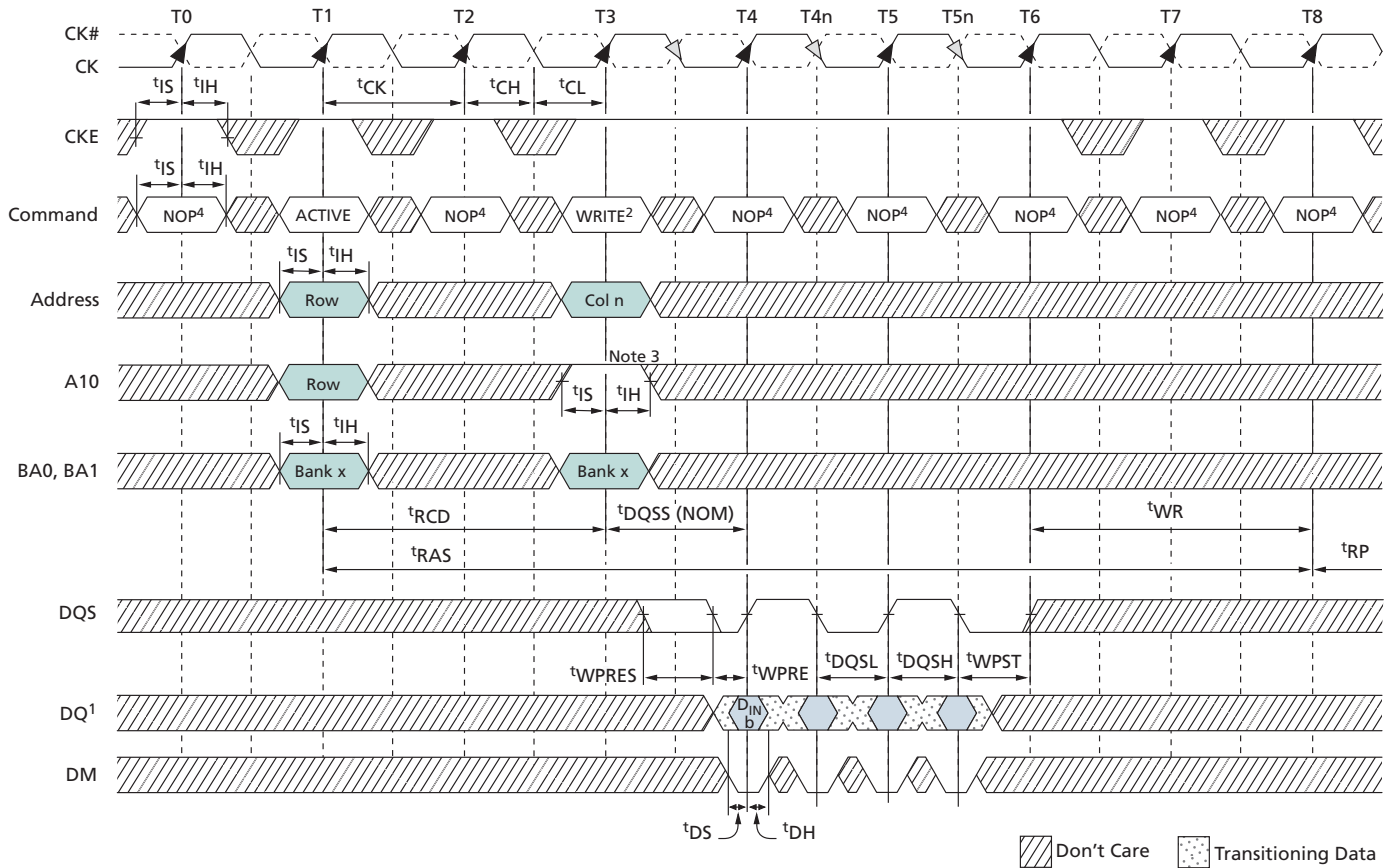 T0 T1 T2 T3 T4 T4n T5 T5n T6 T7 T8
CK#
CK
tIS tIH tCK tCH tCL
CKE
tIS tIH
Command NOP4 ACTIVE NOP4 WRITE2 NOP4 NOP4 NOP4 NOP4 NOP4
tIS tIH
Address Row Col n
Note 3
A10 Row
tIS tIH
tIS tIH
BA0, BA1 Bank x Bank x
tRCD tDQSS (NOM) tWR
tRAS tRP
DQS
tWPRES tWPRE tDQSL tDQSH tWPST
DQ1 DIN
b
DM
tDS tDH
Don't Care Transitioning Data